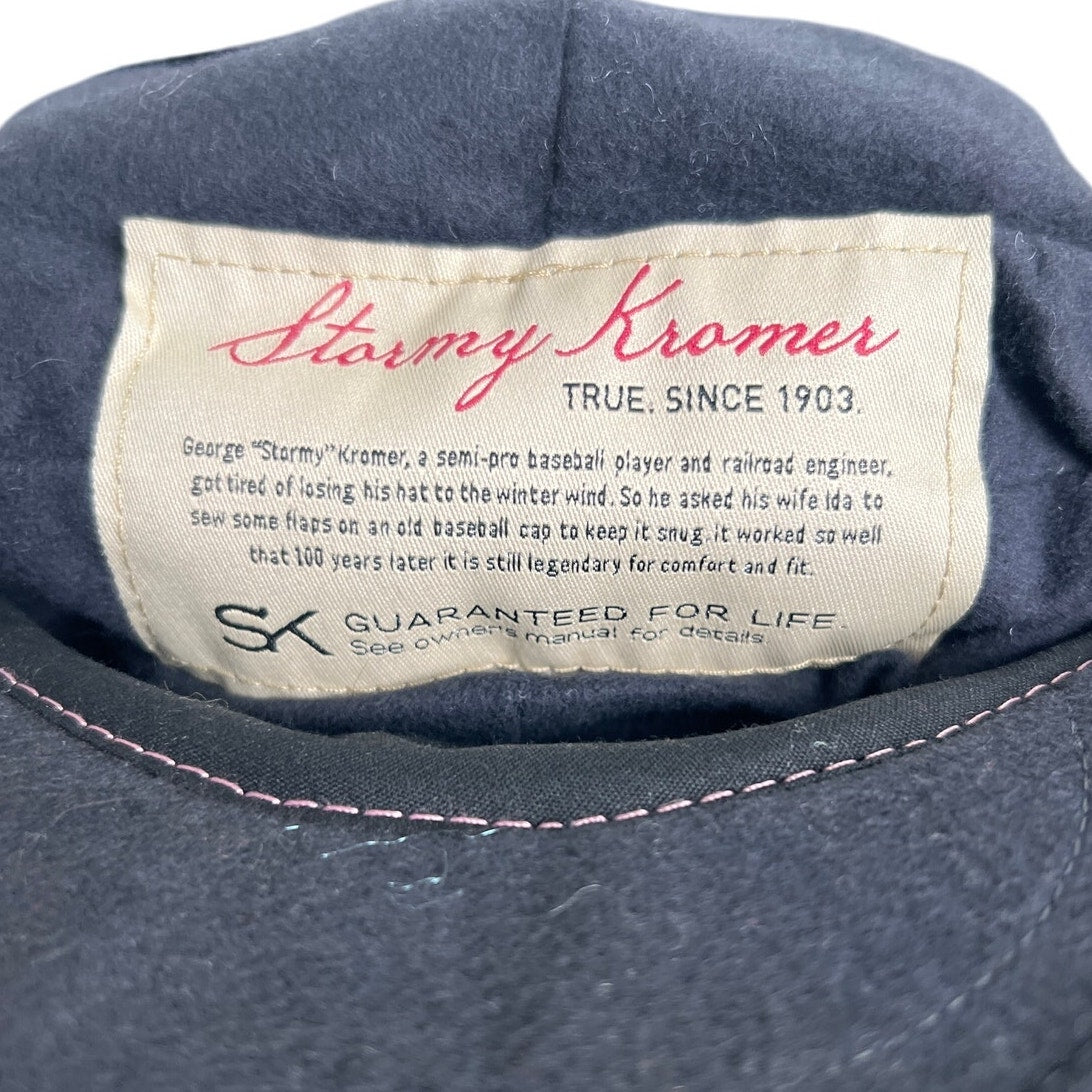 Stormy Kromer
TRUE. SINCE 1903.
George "Stormy" Kromer, a semi-pro baseball player and railroad engineer,
got tired of losing his hat to the winter wind. So he asked his wife Ida to
sew some flaps on an old baseball cap to keep it snug. it worked so well
that 100 years later it is still legendary for comfort and fit.
SK GUARANTEED FOR LIFE.
See owner's manual for details.